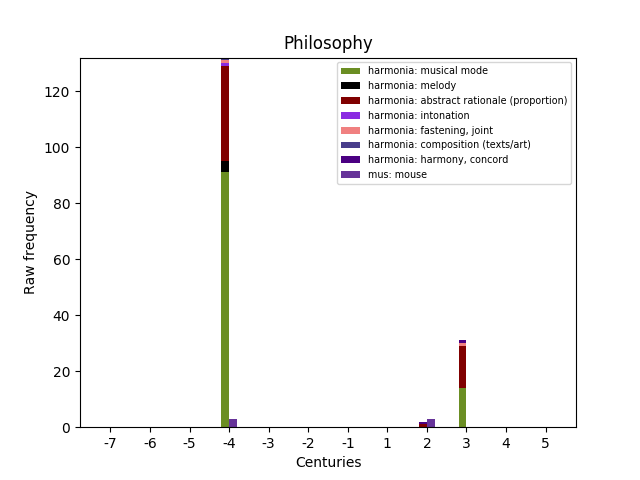 Philosophy
harmonia: musical mode
harmonia: melody
harmonia: abstract rationale (proportion)
harmonia: intonation
harmonia: fastening, joint
harmonia: composition (texts/art)
harmonia: harmony, concord
mus: mouse
120
100
80
60
40
20
0
Raw frequency
-7 -6 -5 -4 -3 -2 -1 1 2 3 4 5
Centuries